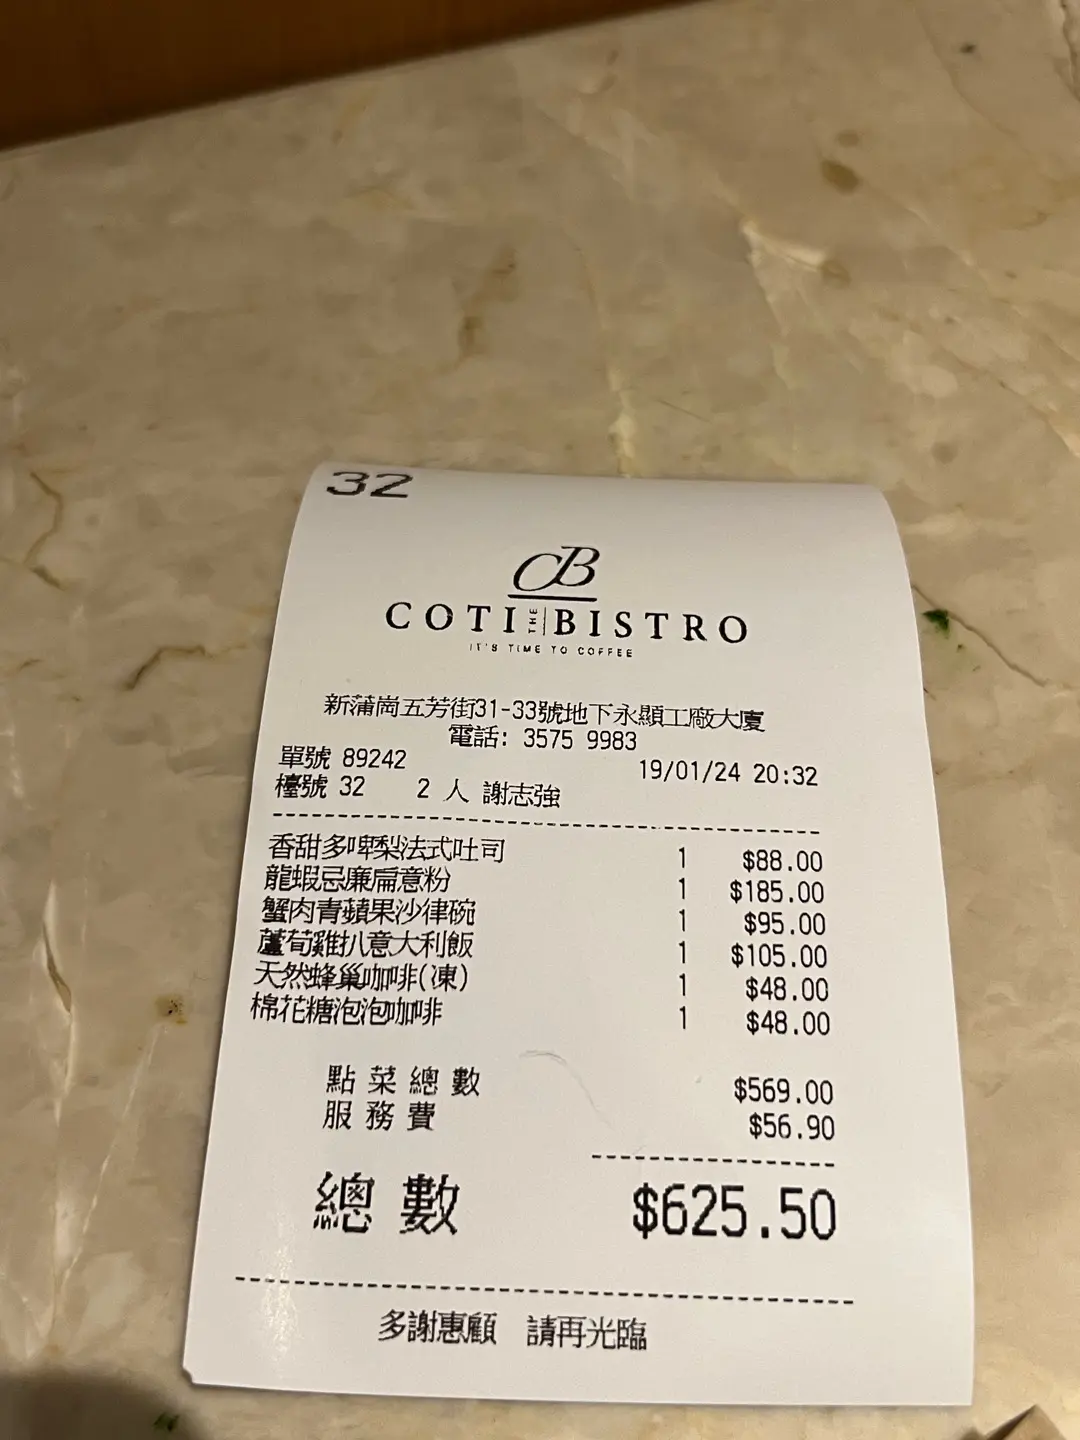 32
CB
COTI THE BISTRO
IT'S TIME TO COFFEE
新蒲崗五芳街31-33號地下永顯工廠大廈
電話: 3575 9983
單號 89242 19/01/24 20:32
檯號 32 2 人 謝志強
香甜多啤梨法式吐司 1 $88.00
龍蝦忌廉扁意粉 1 $185.00
蟹肉青蘋果沙律碗 1 $95.00
蘆荀雞扒意大利飯 1 $105.00
天然蜂巢咖啡(凍) 1 $48.00
棉花糖泡泡咖啡 1 $48.00
點菜總數 $569.00
服務費 $56.90
總數 $625.50
多謝惠顧 請再光臨